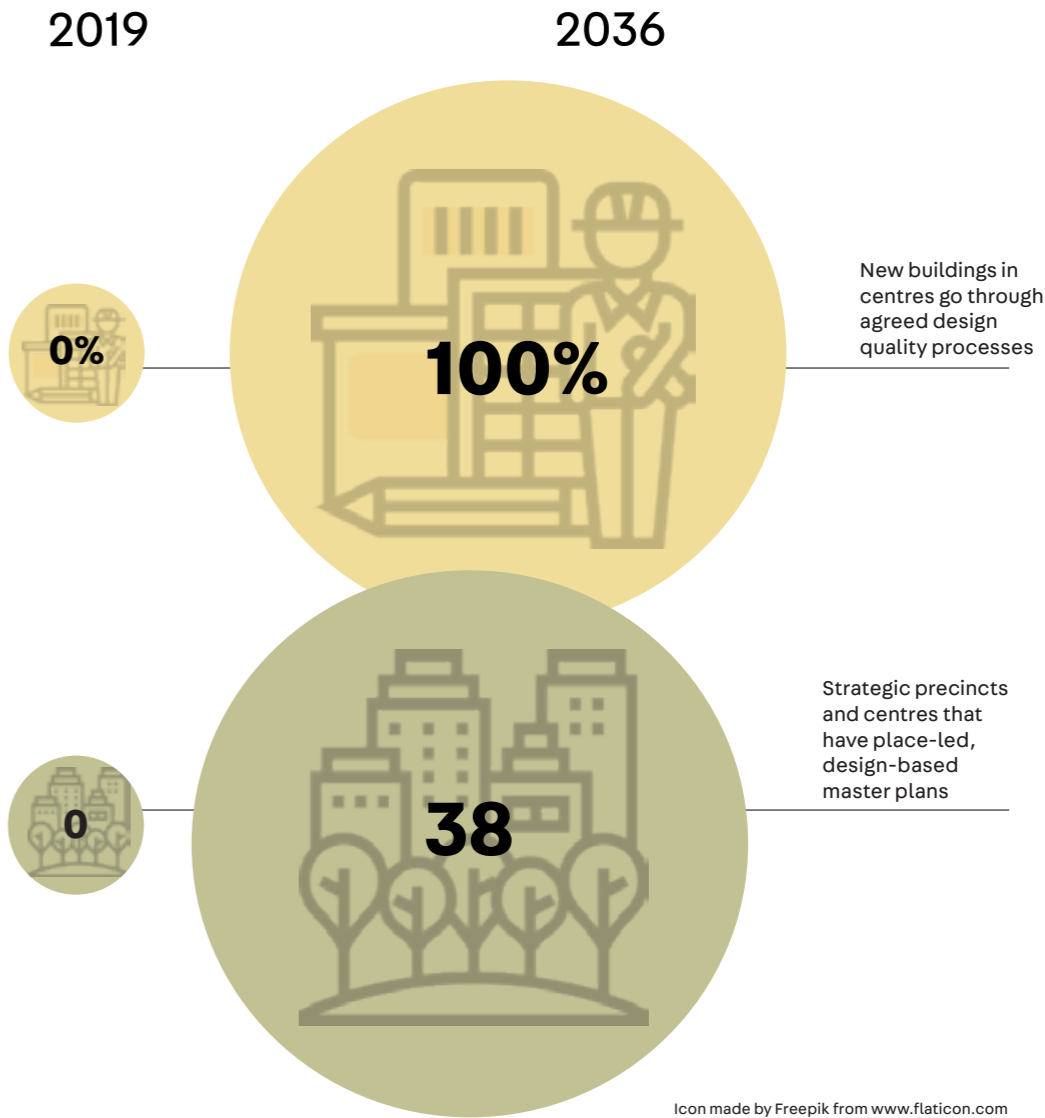 2019
2036
0%
100%
New buildings in
centres go through
agreed design
quality processes
0
38
Strategic precincts
and centres that
have place-led,
design-based
master plans
Icon made by Freepik from www.flaticon.com